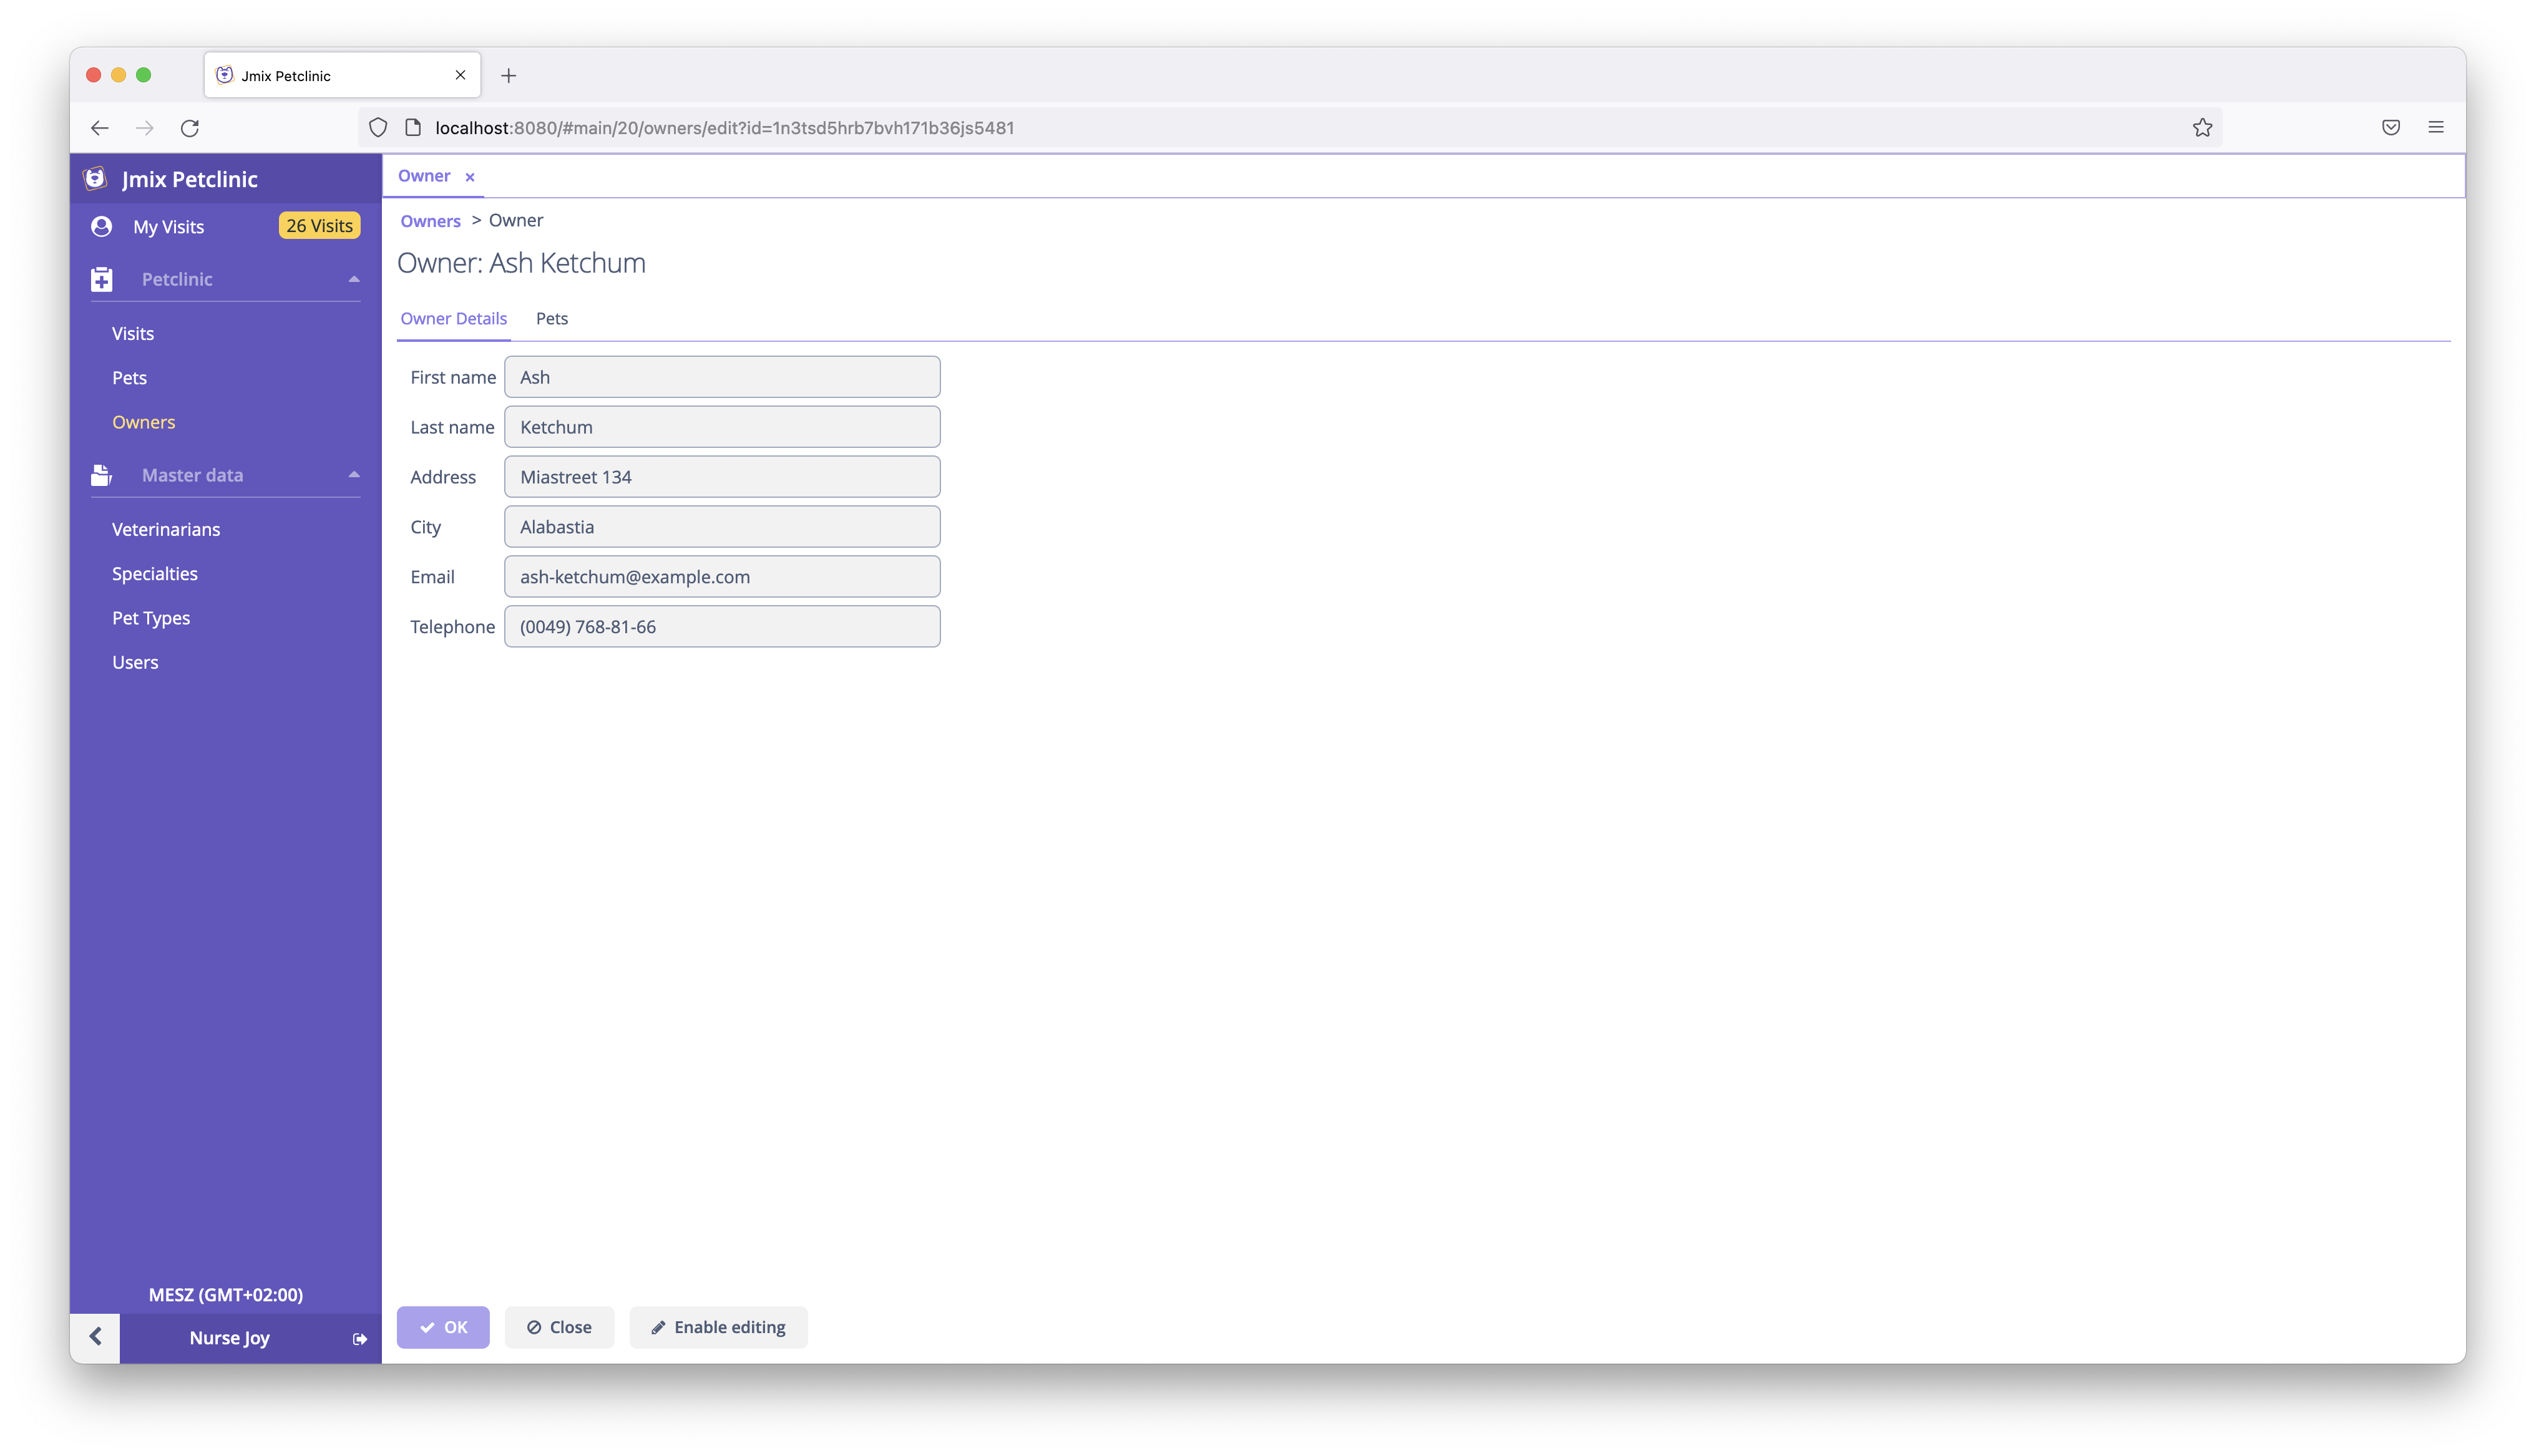 Jmix Petclinic
localhost:8080/#main/20/owners/edit?id=1n3tsd5hrb7bvh171b36js5481
Jmix Petclinic
My Visits 26 Visits
Petclinic
Visits
Pets
Owners
Master data
Veterinarians
Specialties
Pet Types
Users
MESZ (GMT+02:00)
Nurse Joy
Owner
Owners > Owner
Owner: Ash Ketchum
Owner Details Pets
First name Ash
Last name Ketchum
Address Miastreet 134
City Alabastia
Email ash-ketchum@example.com
Telephone (0049) 768-81-66
OK Close Enable editing